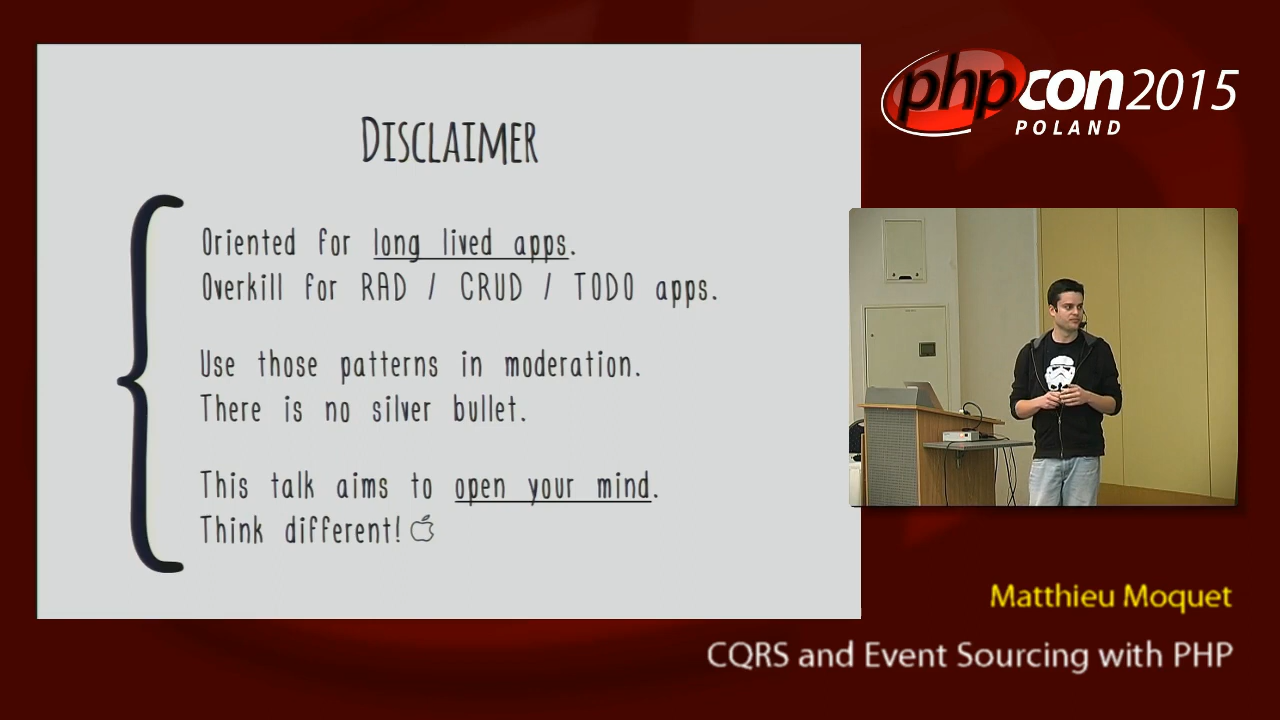 Disclaimer
Oriented for long lived apps.
Overkill for RAD / CRUD / TODO apps.
Use those patterns in moderation.
There is no silver bullet.
This talk aims to open your mind.
Think different!
phpcon2015
POLAND
Matthieu Moquet
CQRS and Event Sourcing with PHP